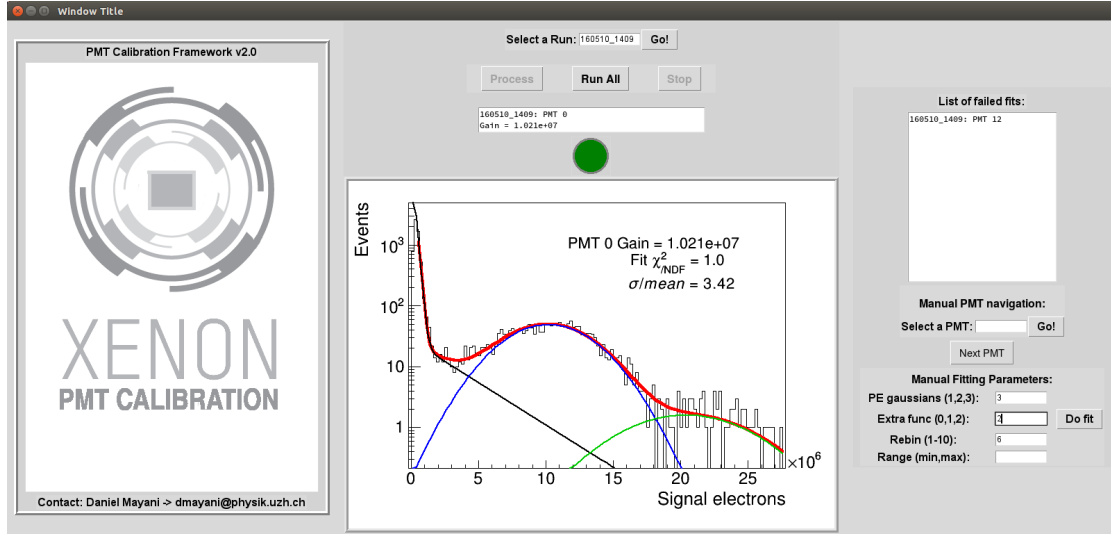 Window Title
PMT Calibration Framework v2.0
XENON
PMT CALIBRATION
Contact: Daniel Mayani -> dmayani@physik.uzh.ch
Select a Run: 160510_1409 Go!
Process Run All Stop
160510_1409: PMT 0
Gain = 1.021e+07
Events
10³
10²
10
1
PMT 0 Gain = 1.021e+07
Fit χ²/NDF = 1.0
σ/mean = 3.42
0 5 10 15 20 25
×10⁶
Signal electrons
List of failed fits:
160510_1409: PMT 12
Manual PMT navigation:
Select a PMT: Go!
Next PMT
Manual Fitting Parameters:
PE gaussians (1,2,3): 3
Extra func (0,1,2): 2 Do fit
Rebin (1-10): 6
Range (min,max):